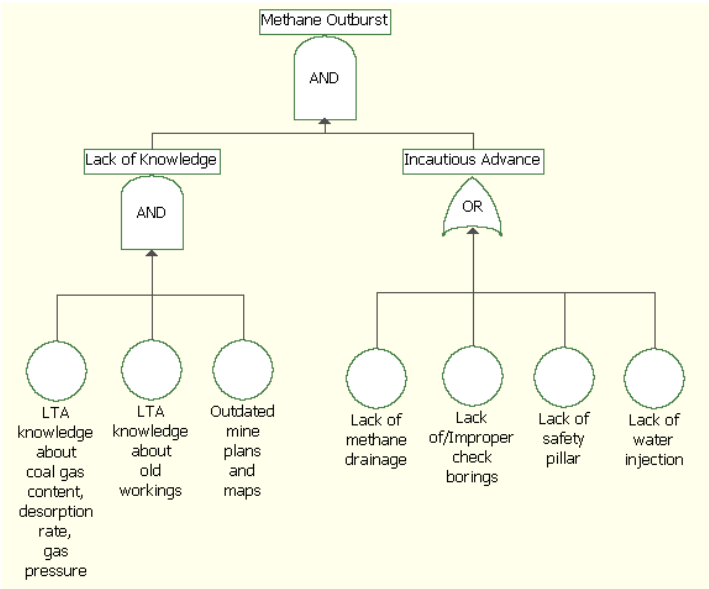 Methane Outburst
AND
Lack of Knowledge
Incautious Advance
AND
OR
LTA
knowledge
about
coal gas
content,
desorption
rate,
gas
pressure
LTA
knowledge
about
old
workings
Outdated
mine
plans
and
maps
Lack of
methane
drainage
Lack
of/Improper
check
borings
Lack of
safety
pillar
Lack of
water
injection